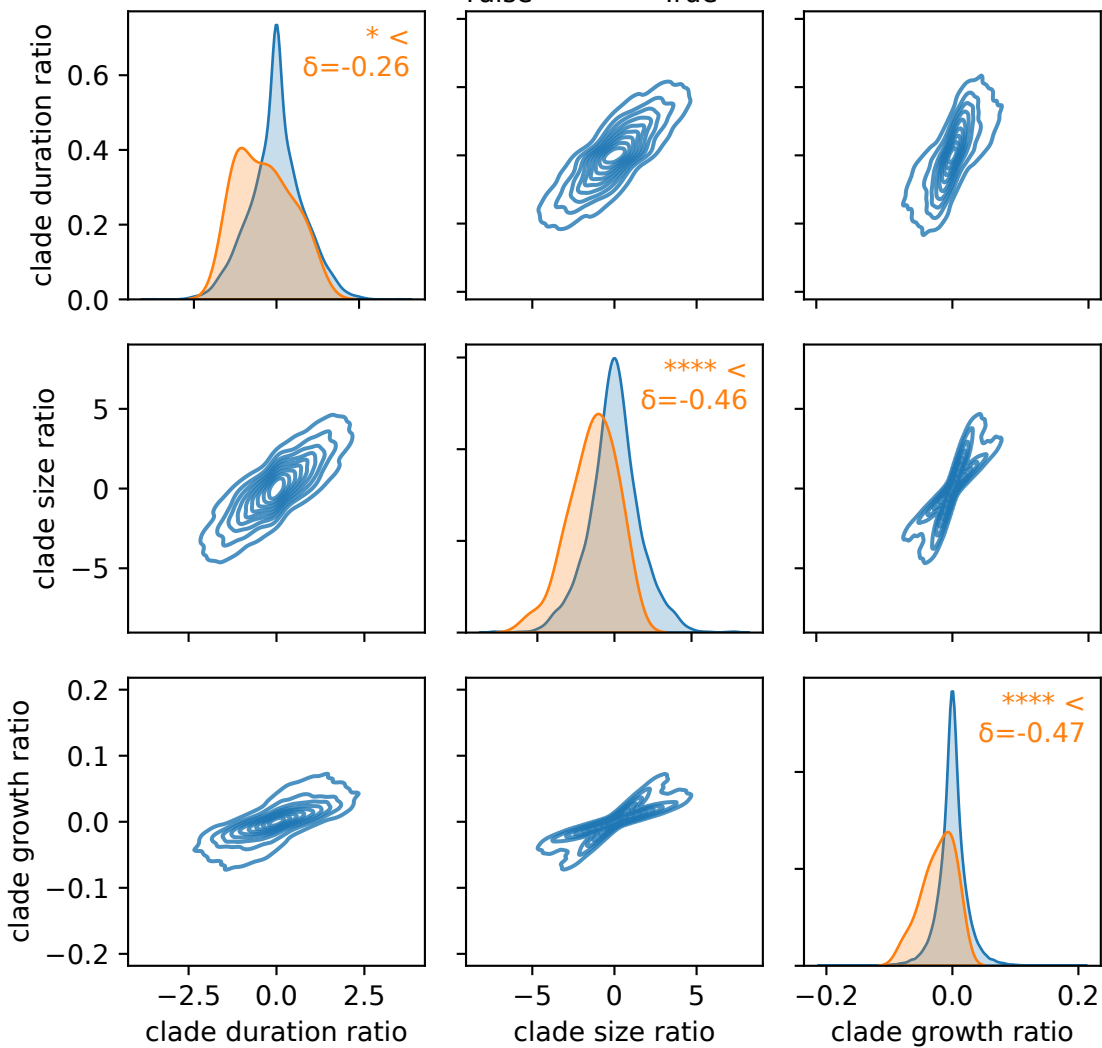 clade duration ratio
0.6
0.4
0.2
0.0
* <
δ=-0.26
clade size ratio
5
0
−5
**** <
δ=-0.46
clade growth ratio
0.2
0.1
0.0
−0.1
−0.2
**** <
δ=-0.47
−2.5 0.0 2.5
−5 0 5
−0.2 0.0 0.2
clade duration ratio
clade size ratio
clade growth ratio